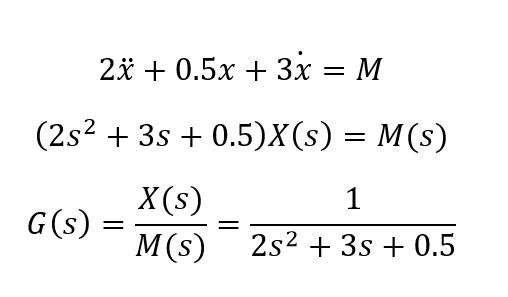 2ẍ + 0.5x + 3ẋ = M
(2s² + 3s + 0.5)X(s) = M(s)
G(s) = X(s)/M(s) = 1/(2s² + 3s + 0.5)